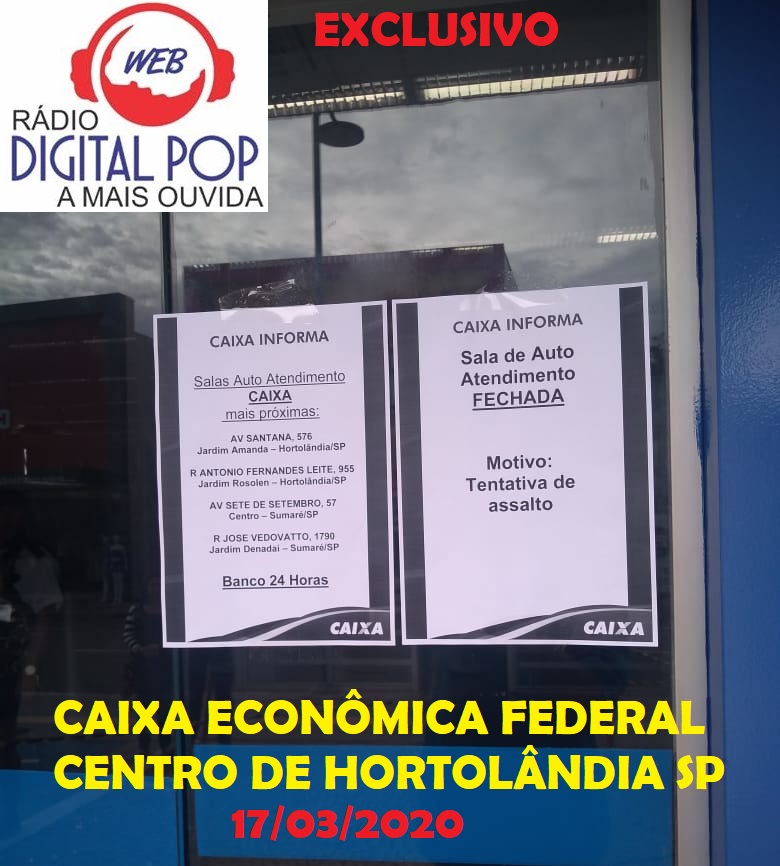 EXCLUSIVO
WEB
RÁDIO
DIGITAL POP
A MAIS OUVIDA
CAIXA INFORMA
Salas Auto Atendimento
CAIXA
mais próximas:
AV SANTANA, 576
Jardim Amanda – Hortolândia/SP
R ANTONIO FERNANDES LEITE, 955
Jardim Rosolen – Hortolândia/SP
AV SETE DE SETEMBRO, 57
Centro – Sumaré/SP
R JOSE VEDOVATTO, 1790
Jardim Denadai – Sumaré/SP
Banco 24 Horas
CAIXA
CAIXA INFORMA
Sala de Auto
Atendimento
FECHADA
Motivo:
Tentativa de
assalto
CAIXA
CAIXA ECONÔMICA FEDERAL
CENTRO DE HORTOLÂNDIA SP
17/03/2020